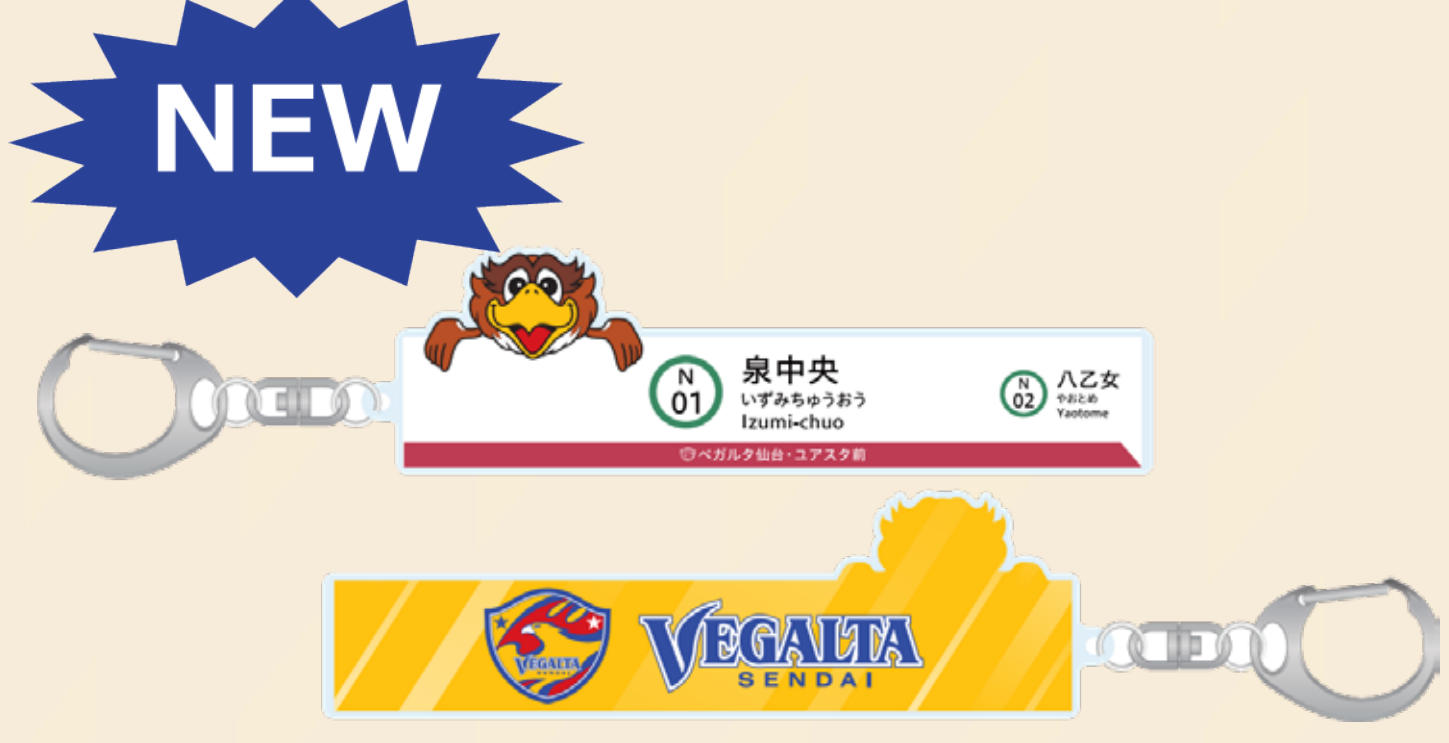 NEW
N
01
泉中央
いずみちゅうおう
Izumi-chuo
N
02
八乙女
やおとめ
Yaotome
ベガルタ仙台・ユアスタ前
VEGALTA
SENDAI
VEGALTA
SENDAI